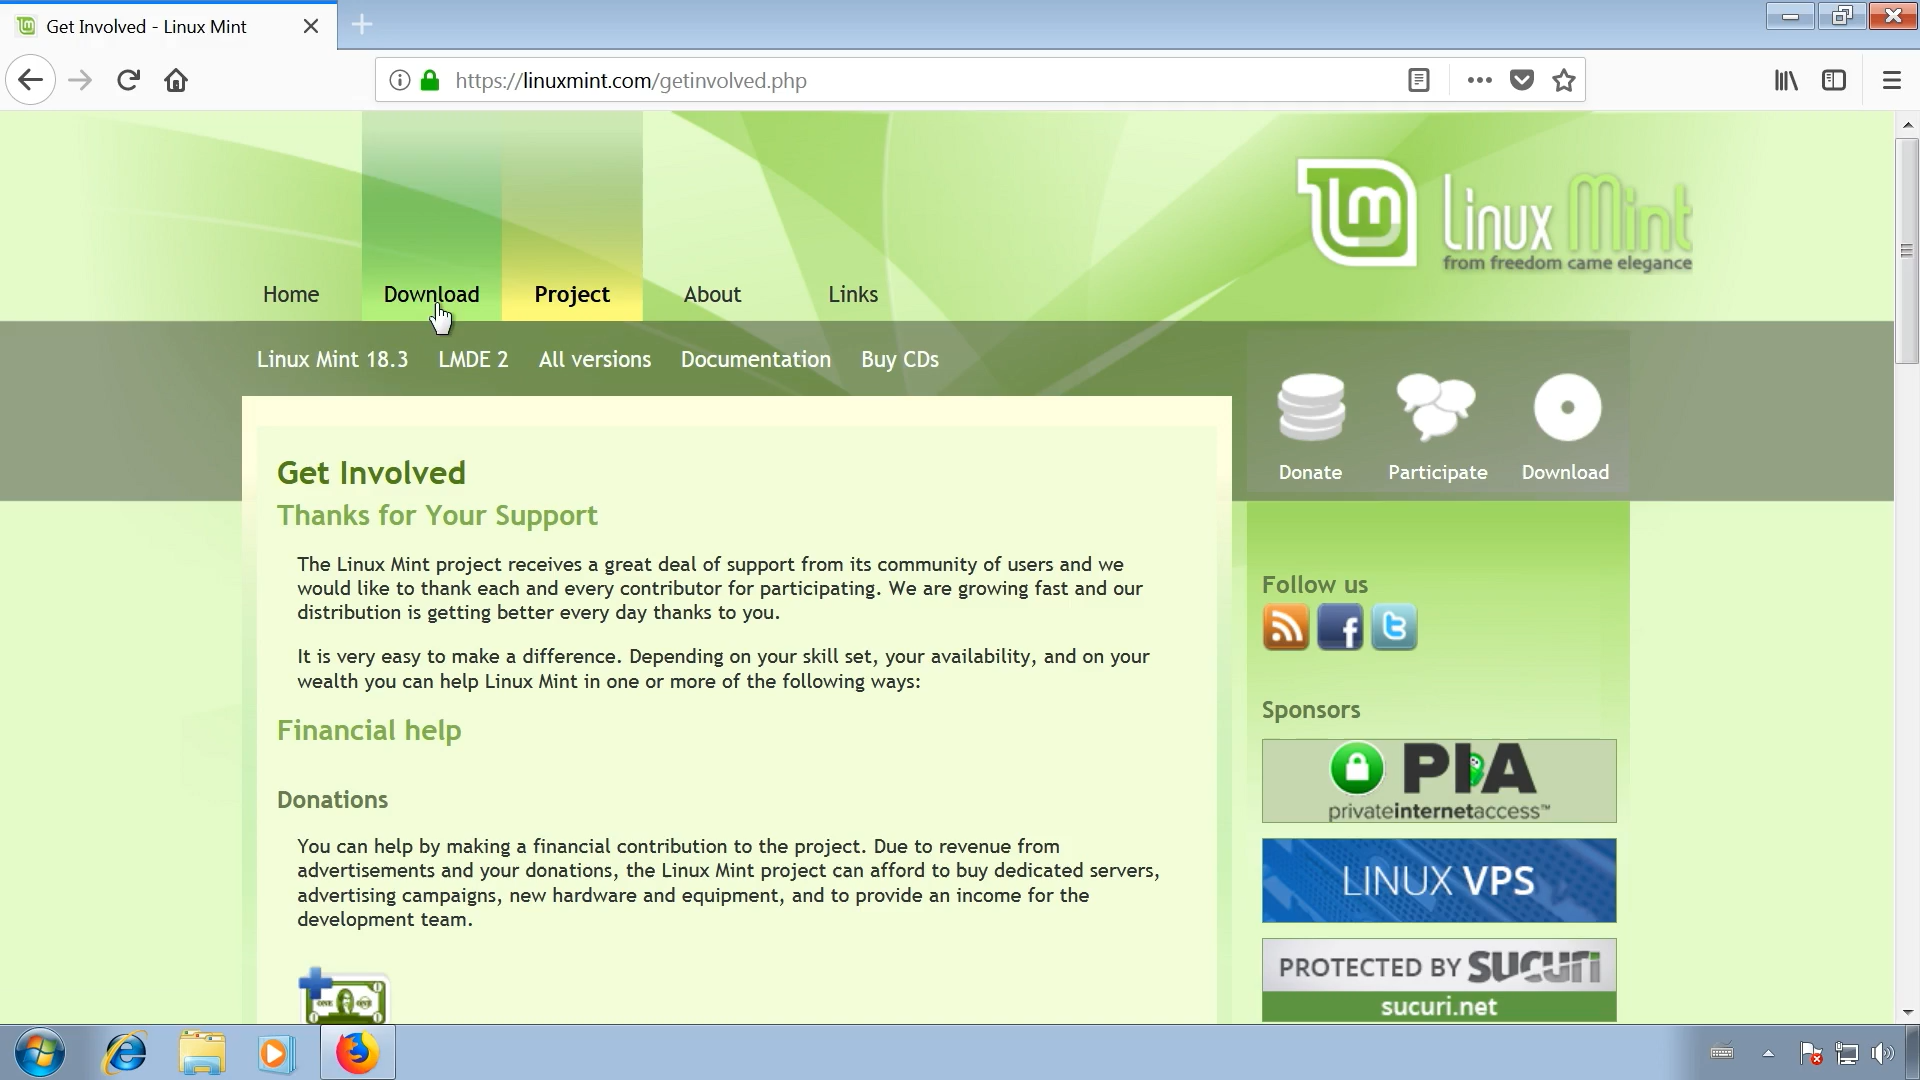 Get Involved - Linux Mint
https://linuxmint.com/getinvolved.php
lm Linux Mint
from freedom came elegance
Home Download Project About Links
Linux Mint 18.3 LMDE 2 All versions Documentation Buy CDs
Donate Participate Download
Get Involved
Thanks for Your Support
The Linux Mint project receives a great deal of support from its community of users and we
would like to thank each and every contributor for participating. We are growing fast and our
distribution is getting better every day thanks to you.
It is very easy to make a difference. Depending on your skill set, your availability, and on your
wealth you can help Linux Mint in one or more of the following ways:
Financial help
Donations
You can help by making a financial contribution to the project. Due to revenue from
advertisements and your donations, the Linux Mint project can afford to buy dedicated servers,
advertising campaigns, new hardware and equipment, and to provide an income for the
development team.
Follow us
Sponsors
PIA
privateinternetaccess™
LINUX VPS
PROTECTED BY SUCURI
sucuri.net